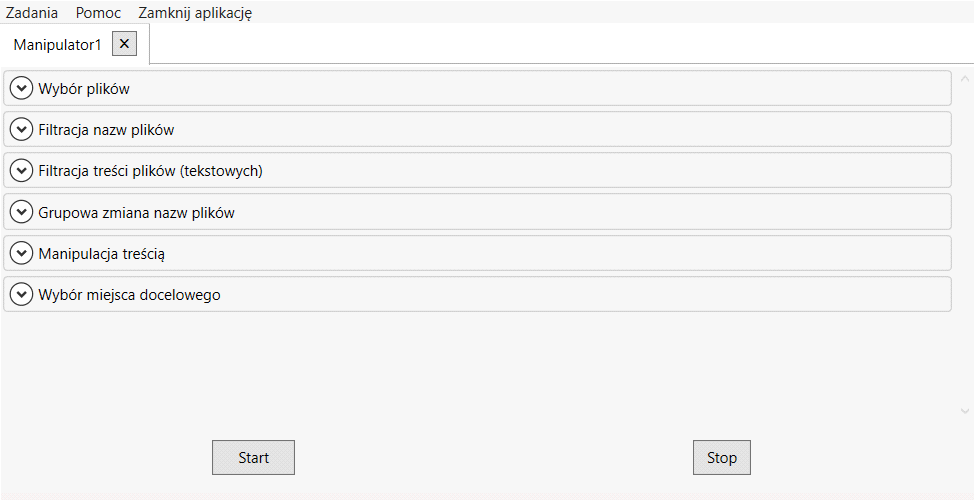 Zadania Pomoc Zamknij aplikację
Manipulator1
Wybór plików
Filtracja nazw plików
Filtracja treści plików (tekstowych)
Grupowa zmiana nazw plików
Manipulacja treścią
Wybór miejsca docelowego
Start Stop